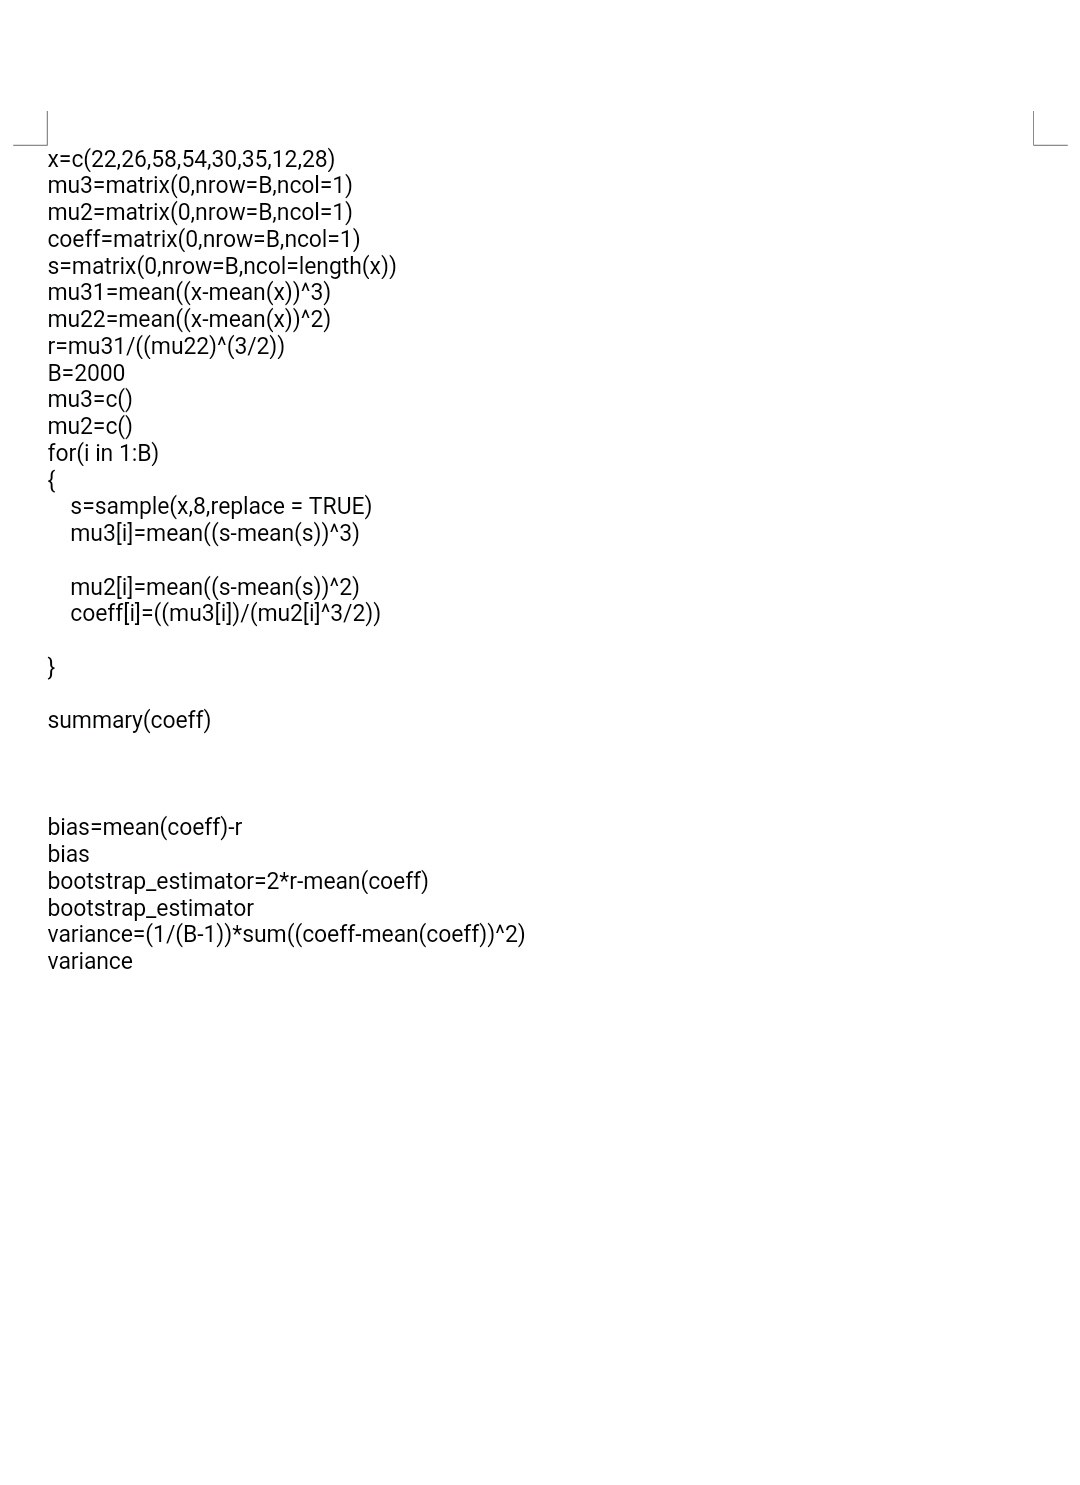 x=c(22,26,58,54,30,35,12,28)
mu3=matrix(0,nrow=B,ncol=1)
mu2=matrix(0,nrow=B,ncol=1)
coeff=matrix(0,nrow=B,ncol=1)
s=matrix(0,nrow=B,ncol=length(x))
mu31=mean((x-mean(x))^3)
mu22=mean((x-mean(x))^2)
r=mu31/((mu22)^(3/2))
B=2000
mu3=c()
mu2=c()
for(i in 1:B)
{
s=sample(x,8,replace = TRUE)
mu3[i]=mean((s-mean(s))^3)
mu2[i]=mean((s-mean(s))^2)
coeff[i]=((mu3[i])/(mu2[i]^3/2))
}
summary(coeff)
bias=mean(coeff)-r
bias
bootstrap_estimator=2*r-mean(coeff)
bootstrap_estimator
variance=(1/(B-1))*sum((coeff-mean(coeff))^2)
variance